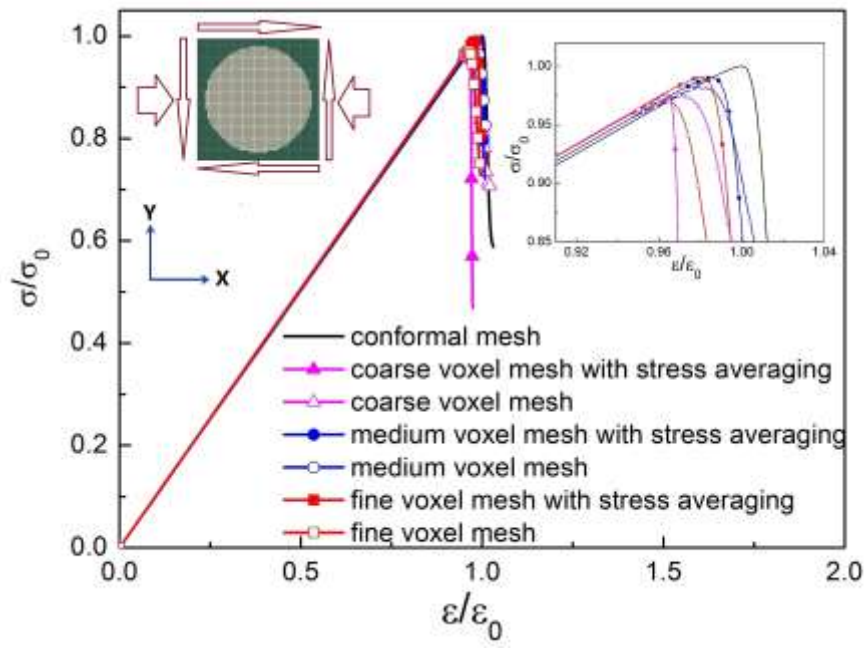 1.0
0.8
0.6
0.4
0.2
0.0
σ/σ₀
0.0
0.5
1.0
1.5
2.0
ε/ε₀
Y
X
1.00
0.95
0.90
0.85
σ/σ₀
0.92
0.96
1.00
1.04
ε/ε₀
conformal mesh
coarse voxel mesh with stress averaging
coarse voxel mesh
medium voxel mesh with stress averaging
medium voxel mesh
fine voxel mesh with stress averaging
fine voxel mesh